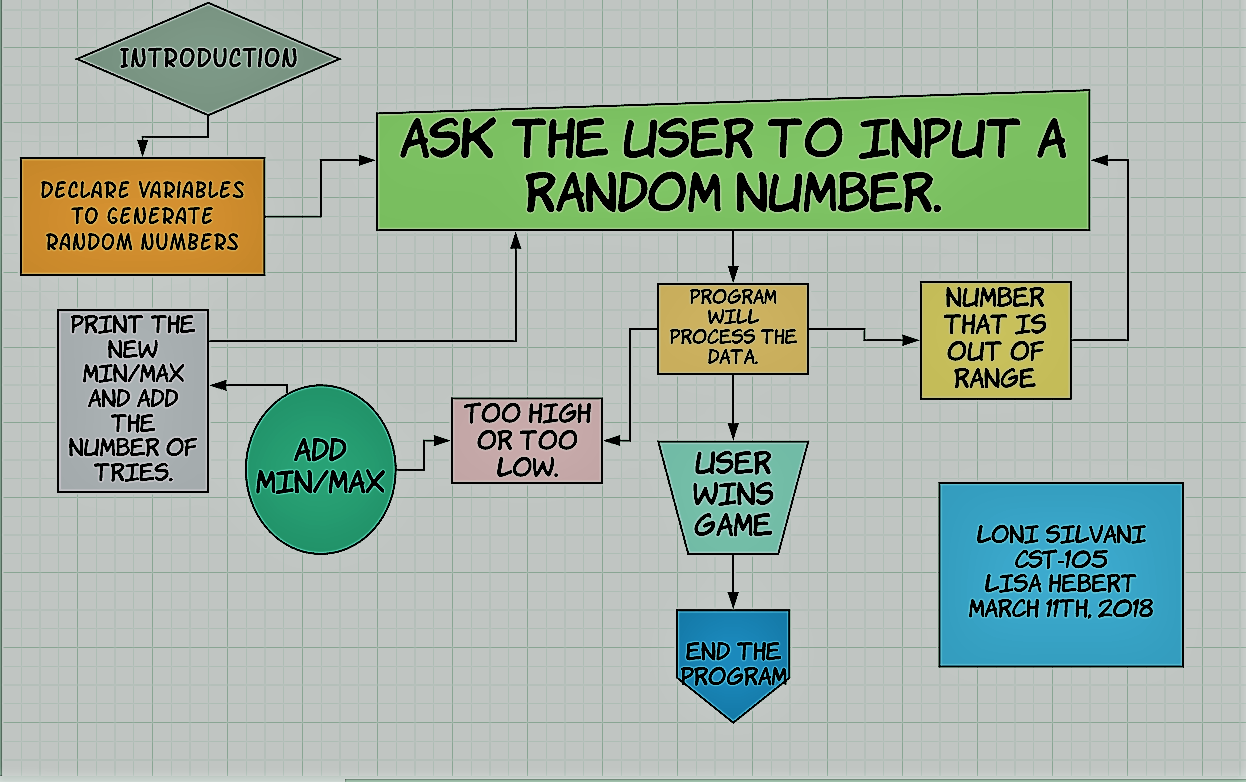 INTRODUCTION
DECLARE VARIABLES
TO GENERATE
RANDOM NUMBERS
ASK THE USER TO INPUT A
RANDOM NUMBER.
PROGRAM
WILL
PROCESS THE
DATA.
NUMBER
THAT IS
OUT OF
RANGE
PRINT THE
NEW
MIN/MAX
AND ADD
THE
NUMBER OF
TRIES.
ADD
MIN/MAX
TOO HIGH
OR TOO
LOW.
USER
WINS
GAME
END THE
PROGRAM
LONI SILVANI
CST-105
LISA HEBERT
MARCH 11TH, 2018